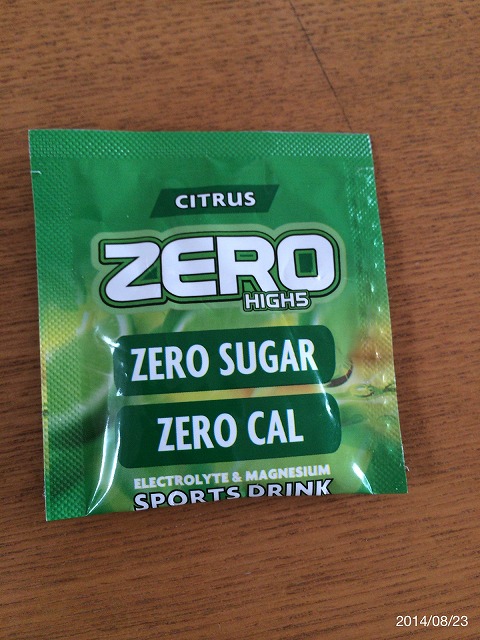 CITRUS
ZERO
HIGH5
ZERO SUGAR
ZERO CAL
ELECTROLYTE & MAGNESIUM
SPORTS DRINK
2014/08/23